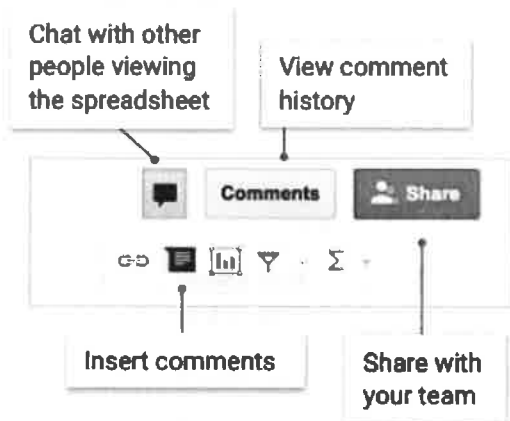 Chat with other
people viewing
the spreadsheet
View comment
history
Comments
Share
Insert comments
Share with
your team